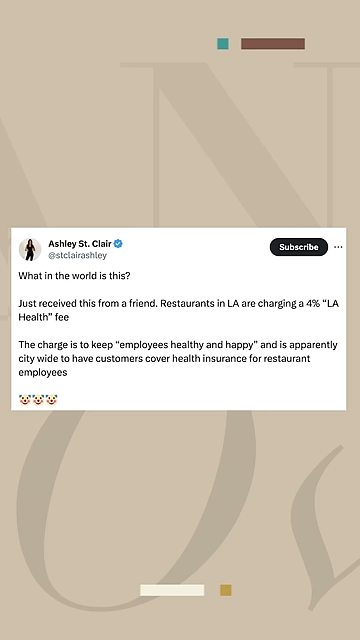 Ashley St. Clair
@stclairashley
Subscribe
What in the world is this?
Just received this from a friend. Restaurants in LA are charging a 4% “LA
Health” fee
The charge is to keep “employees healthy and happy” and is apparently
city wide to have customers cover health insurance for restaurant
employees
🤡🤡🤡